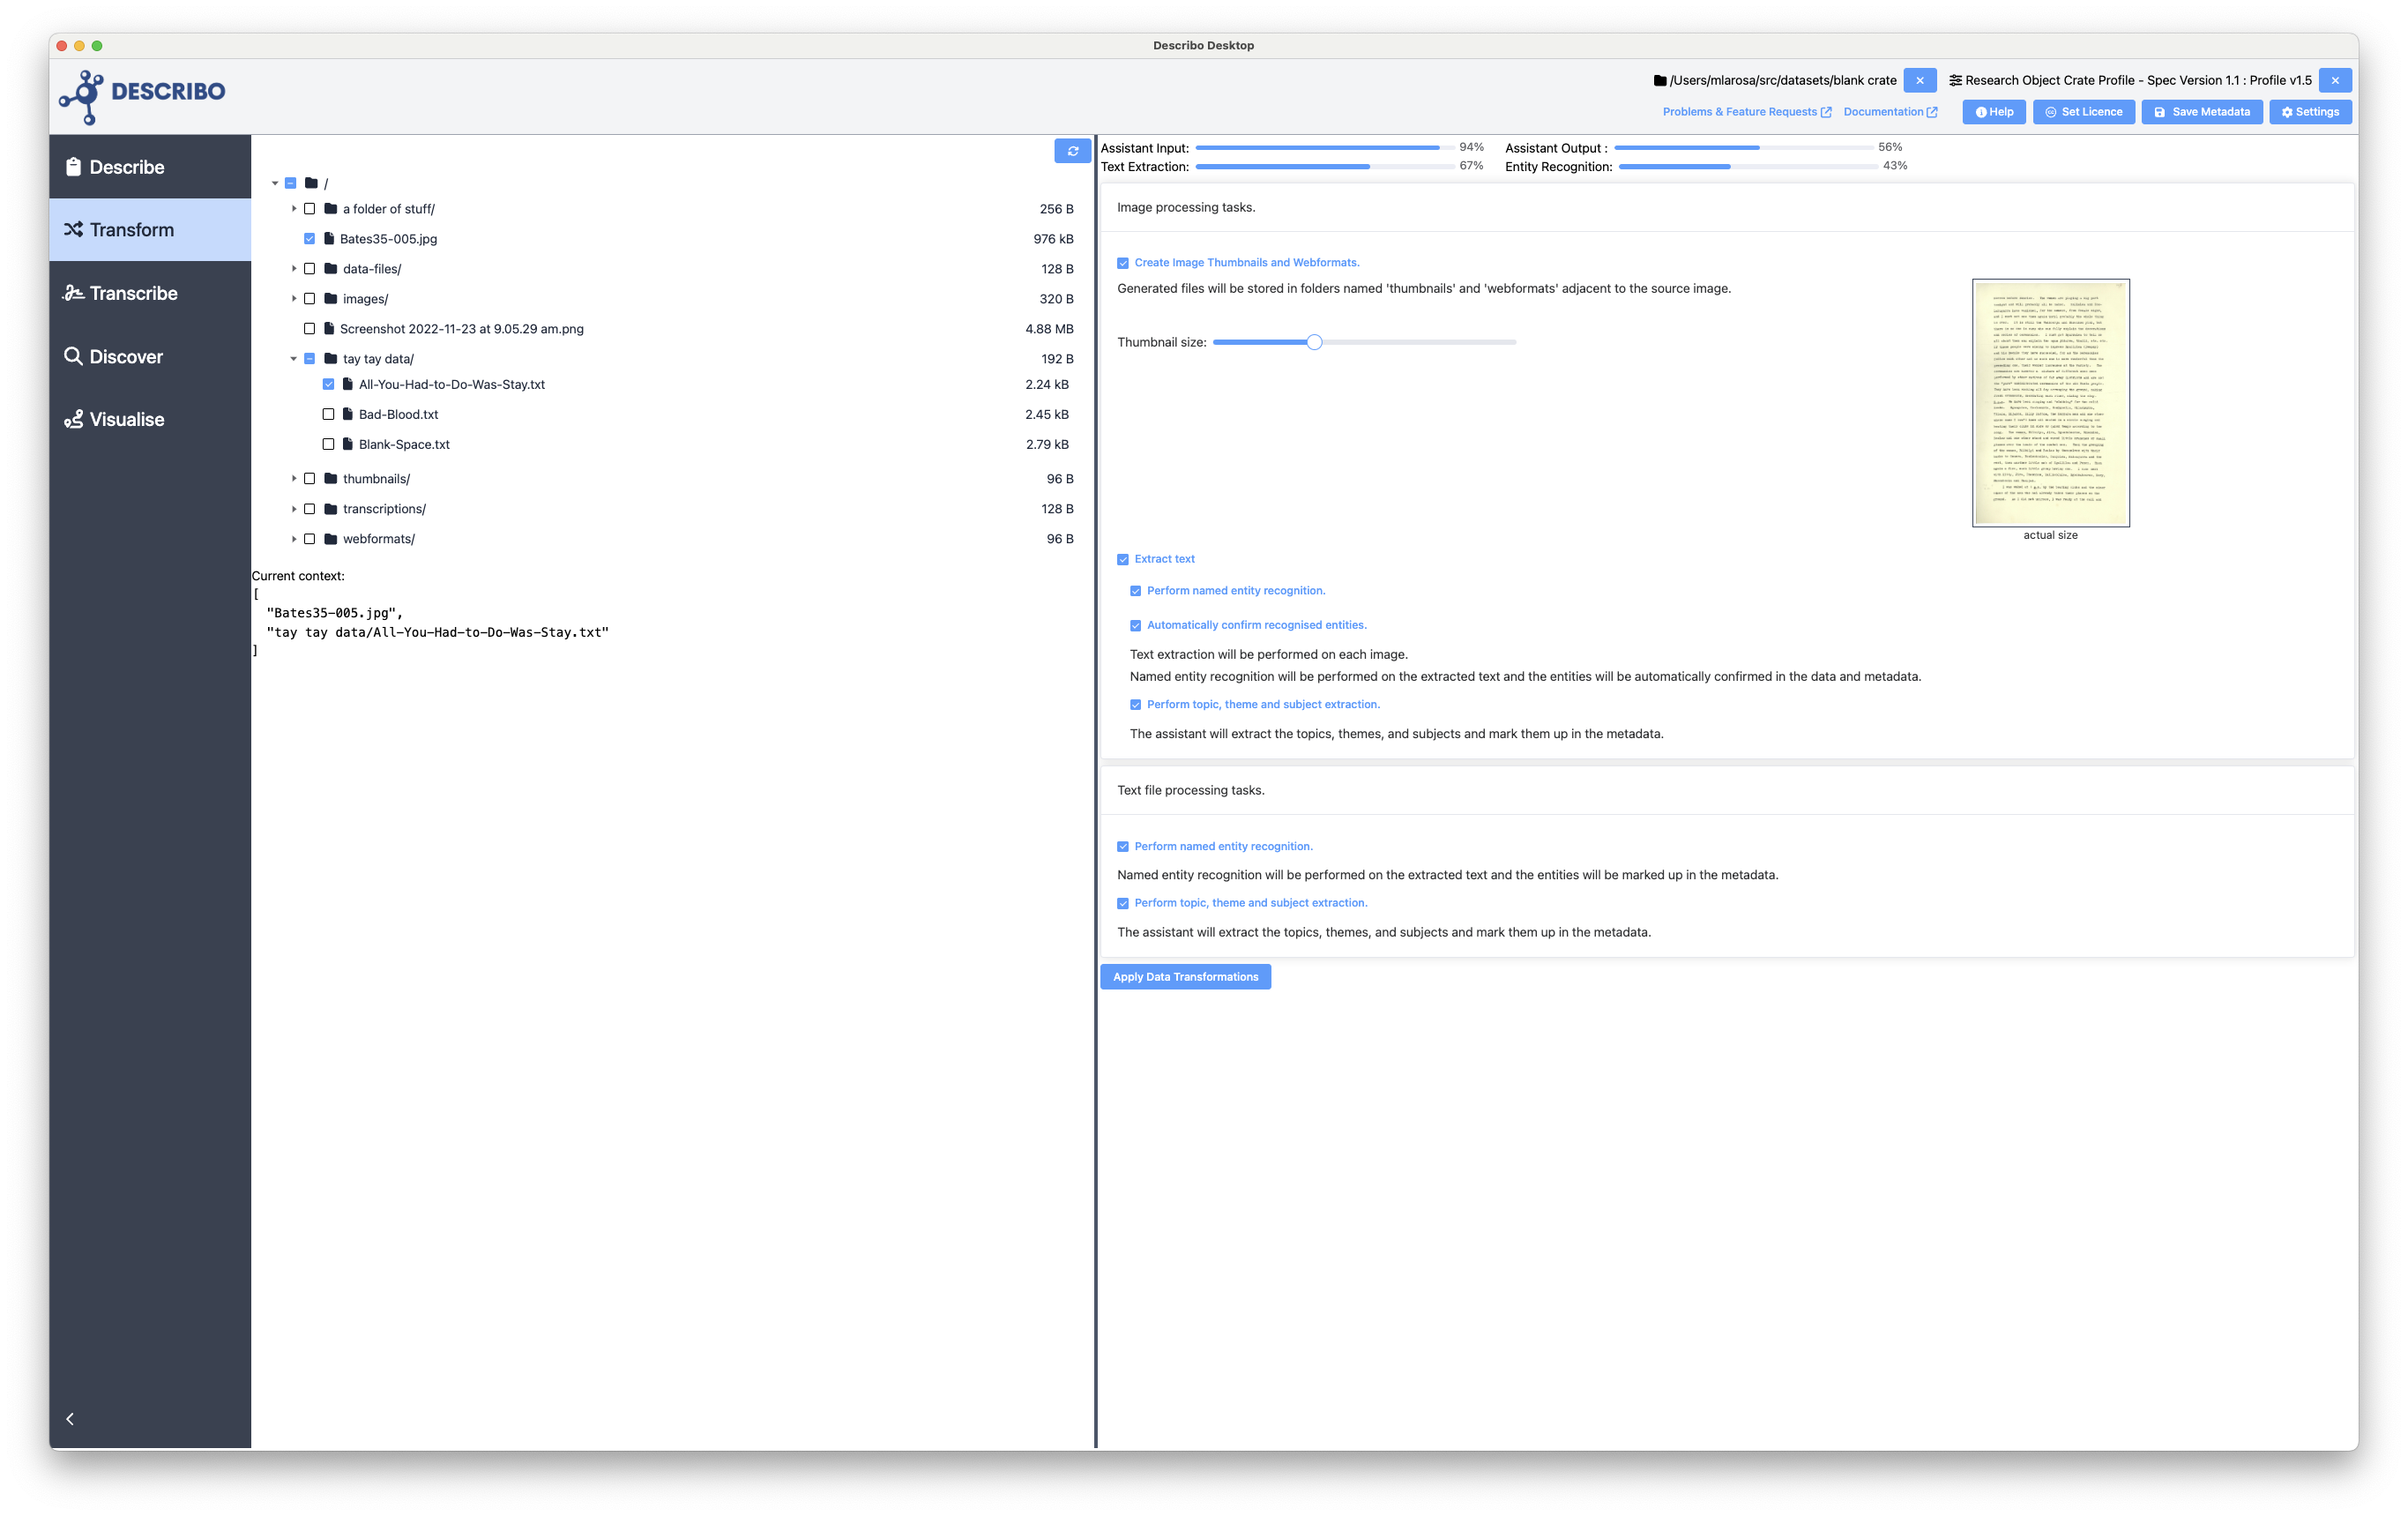 Describo Desktop
DESCRIBO
/Users/mlarosa/src/datasets/blank crate
Research Object Crate Profile - Spec Version 1.1 : Profile v1.5
Problems & Feature Requests
Documentation
Help
Set Licence
Save Metadata
Settings
Describe
Transform
Transcribe
Discover
Visualise
/
a folder of stuff/ 256 B
Bates35-005.jpg 976 kB
data-files/ 128 B
images/ 320 B
Screenshot 2022-11-23 at 9.05.29 am.png 4.88 MB
tay tay data/ 192 B
All-You-Had-to-Do-Was-Stay.txt 2.24 kB
Bad-Blood.txt 2.45 kB
Blank-Space.txt 2.79 kB
thumbnails/ 96 B
transcriptions/ 128 B
webformats/ 96 B
Current context:
[
"Bates35-005.jpg",
"tay tay data/All-You-Had-to-Do-Was-Stay.txt"
]
Assistant Input: 94% Assistant Output : 56%
Text Extraction: 67% Entity Recognition: 43%
Image processing tasks.
Create Image Thumbnails and Webformats.
Generated files will be stored in folders named 'thumbnails' and 'webformats' adjacent to the source image.
Thumbnail size:
actual size
Extract text
Perform named entity recognition.
Automatically confirm recognised entities.
Text extraction will be performed on each image.
Named entity recognition will be performed on the extracted text and the entities will be automatically confirmed in the data and metadata.
Perform topic, theme and subject extraction.
The assistant will extract the topics, themes, and subjects and mark them up in the metadata.
Text file processing tasks.
Perform named entity recognition.
Named entity recognition will be performed on the extracted text and the entities will be marked up in the metadata.
Perform topic, theme and subject extraction.
The assistant will extract the topics, themes, and subjects and mark them up in the metadata.
Apply Data Transformations